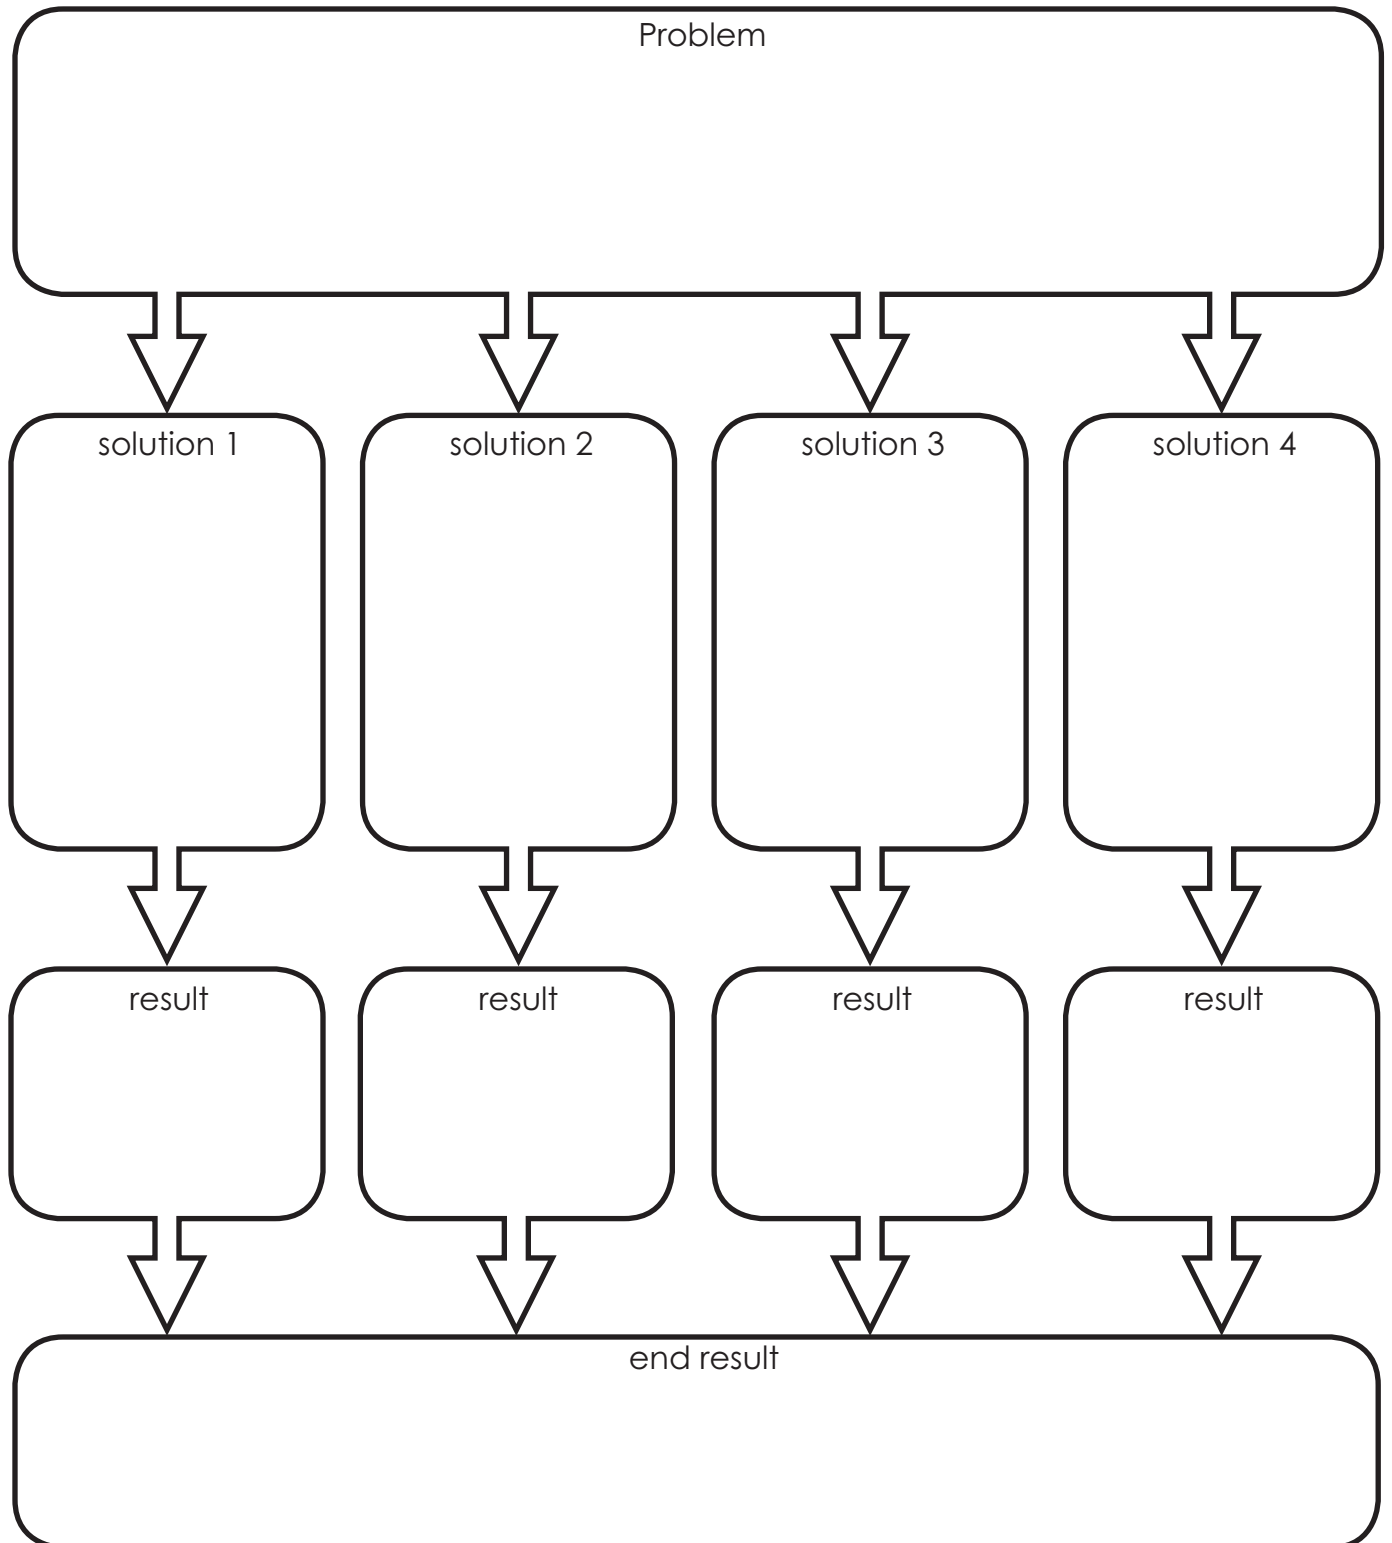 Problem
solution 1
solution 2
solution 3
solution 4
result
result
result
result
end result